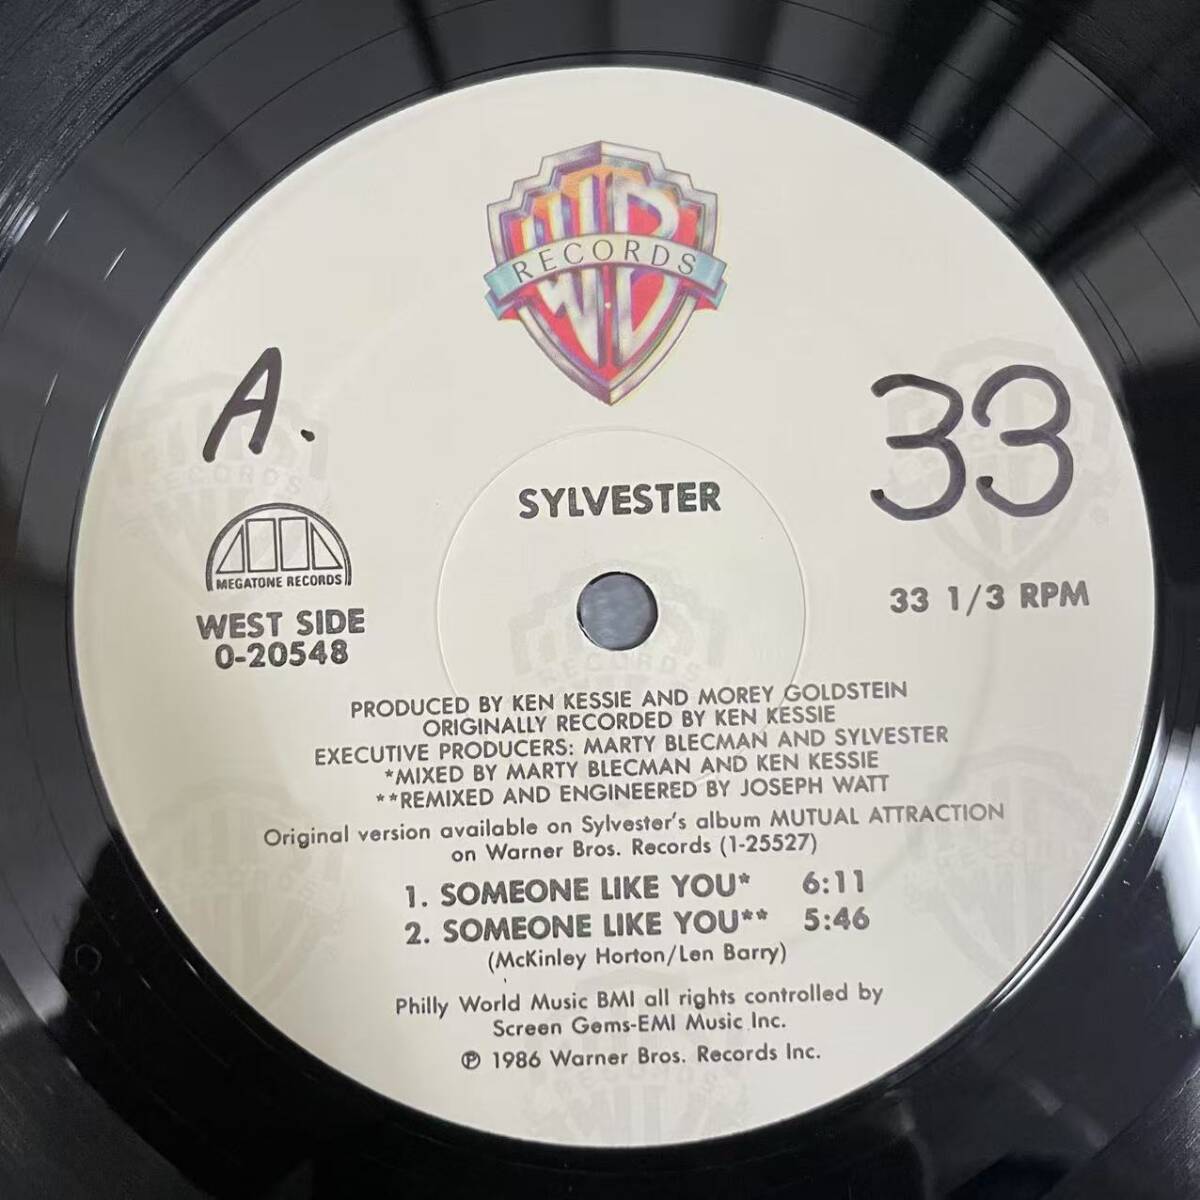 WB
RECORDS
A.
33
SYLVESTER
MEGATONE RECORDS
WEST SIDE
0-20548
33 1/3 RPM
PRODUCED BY KEN KESSIE AND MOREY GOLDSTEIN
ORIGINALLY RECORDED BY KEN KESSIE
EXECUTIVE PRODUCERS: MARTY BLECMAN AND SYLVESTER
*MIXED BY MARTY BLECMAN AND KEN KESSIE
**REMIXED AND ENGINEERED BY JOSEPH WATT
Original version available on Sylvester's album MUTUAL ATTRACTION
on Warner Bros. Records (1-25527)
1. SOMEONE LIKE YOU* 6:11
2. SOMEONE LIKE YOU** 5:46
(McKinley Horton/Len Barry)
Philly World Music BMI all rights controlled by
Screen Gems-EMI Music Inc.
℗ 1986 Warner Bros. Records Inc.